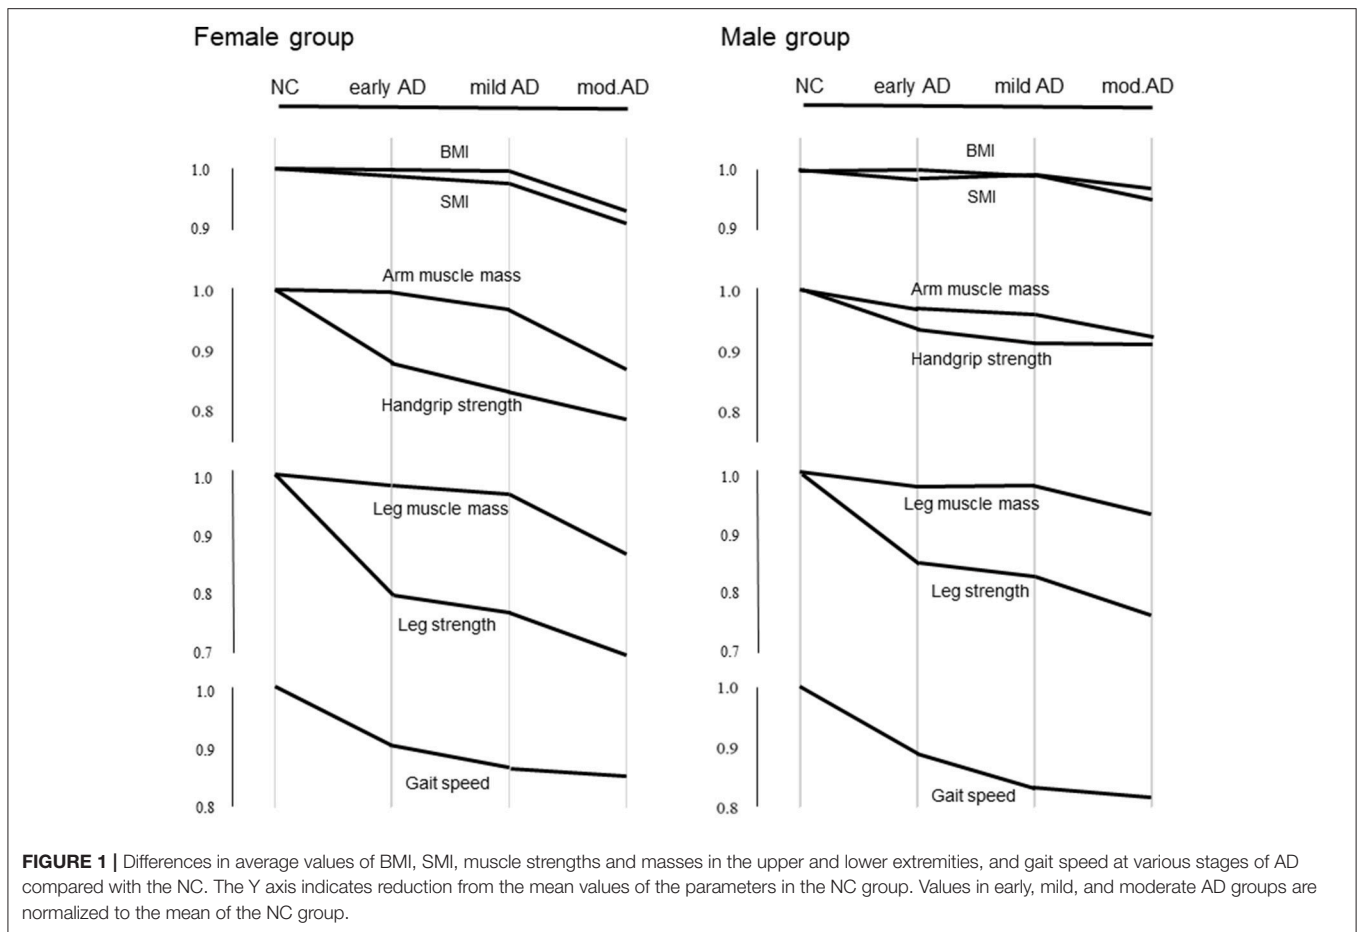 Female group
NC early AD mild AD mod.AD
BMI
1.0
SMI
0.9
Arm muscle mass
1.0
0.9
Handgrip strength
0.8
1.0
Leg muscle mass
0.9
0.8
Leg strength
0.7
1.0
0.9
Gait speed
0.8
Male group
NC early AD mild AD mod.AD
BMI
1.0
SMI
0.9
Arm muscle mass
1.0
0.9
Handgrip strength
0.8
1.0
Leg muscle mass
0.9
0.8
Leg strength
0.7
1.0
0.9
Gait speed
0.8
FIGURE 1 | Differences in average values of BMI, SMI, muscle strengths and masses in the upper and lower extremities, and gait speed at various stages of AD
compared with the NC. The Y axis indicates reduction from the mean values of the parameters in the NC group. Values in early, mild, and moderate AD groups are
normalized to the mean of the NC group.